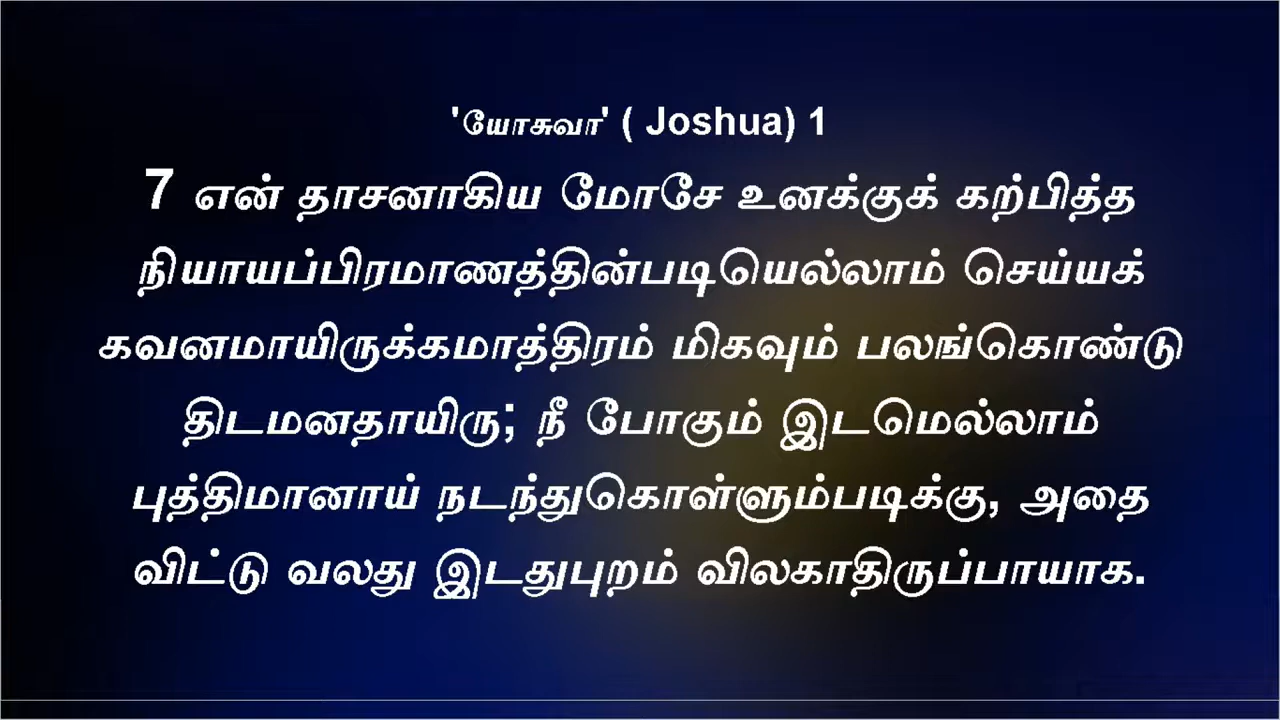 'யோசுவா' ( Joshua) 1
7 என் தாசனாகிய மோசே உனக்குக் கற்பித்த
நியாயப்பிரமாணத்தின்படியெல்லாம் செய்யக்
கவனமாயிருக்கமாத்திரம் மிகவும் பலங்கொண்டு
திடமனதாயிரு; நீ போகும் இடமெல்லாம்
புத்திமானாய் நடந்துகொள்ளும்படிக்கு, அதை
விட்டு வலது இடதுபுறம் விலகாதிருப்பாயாக.